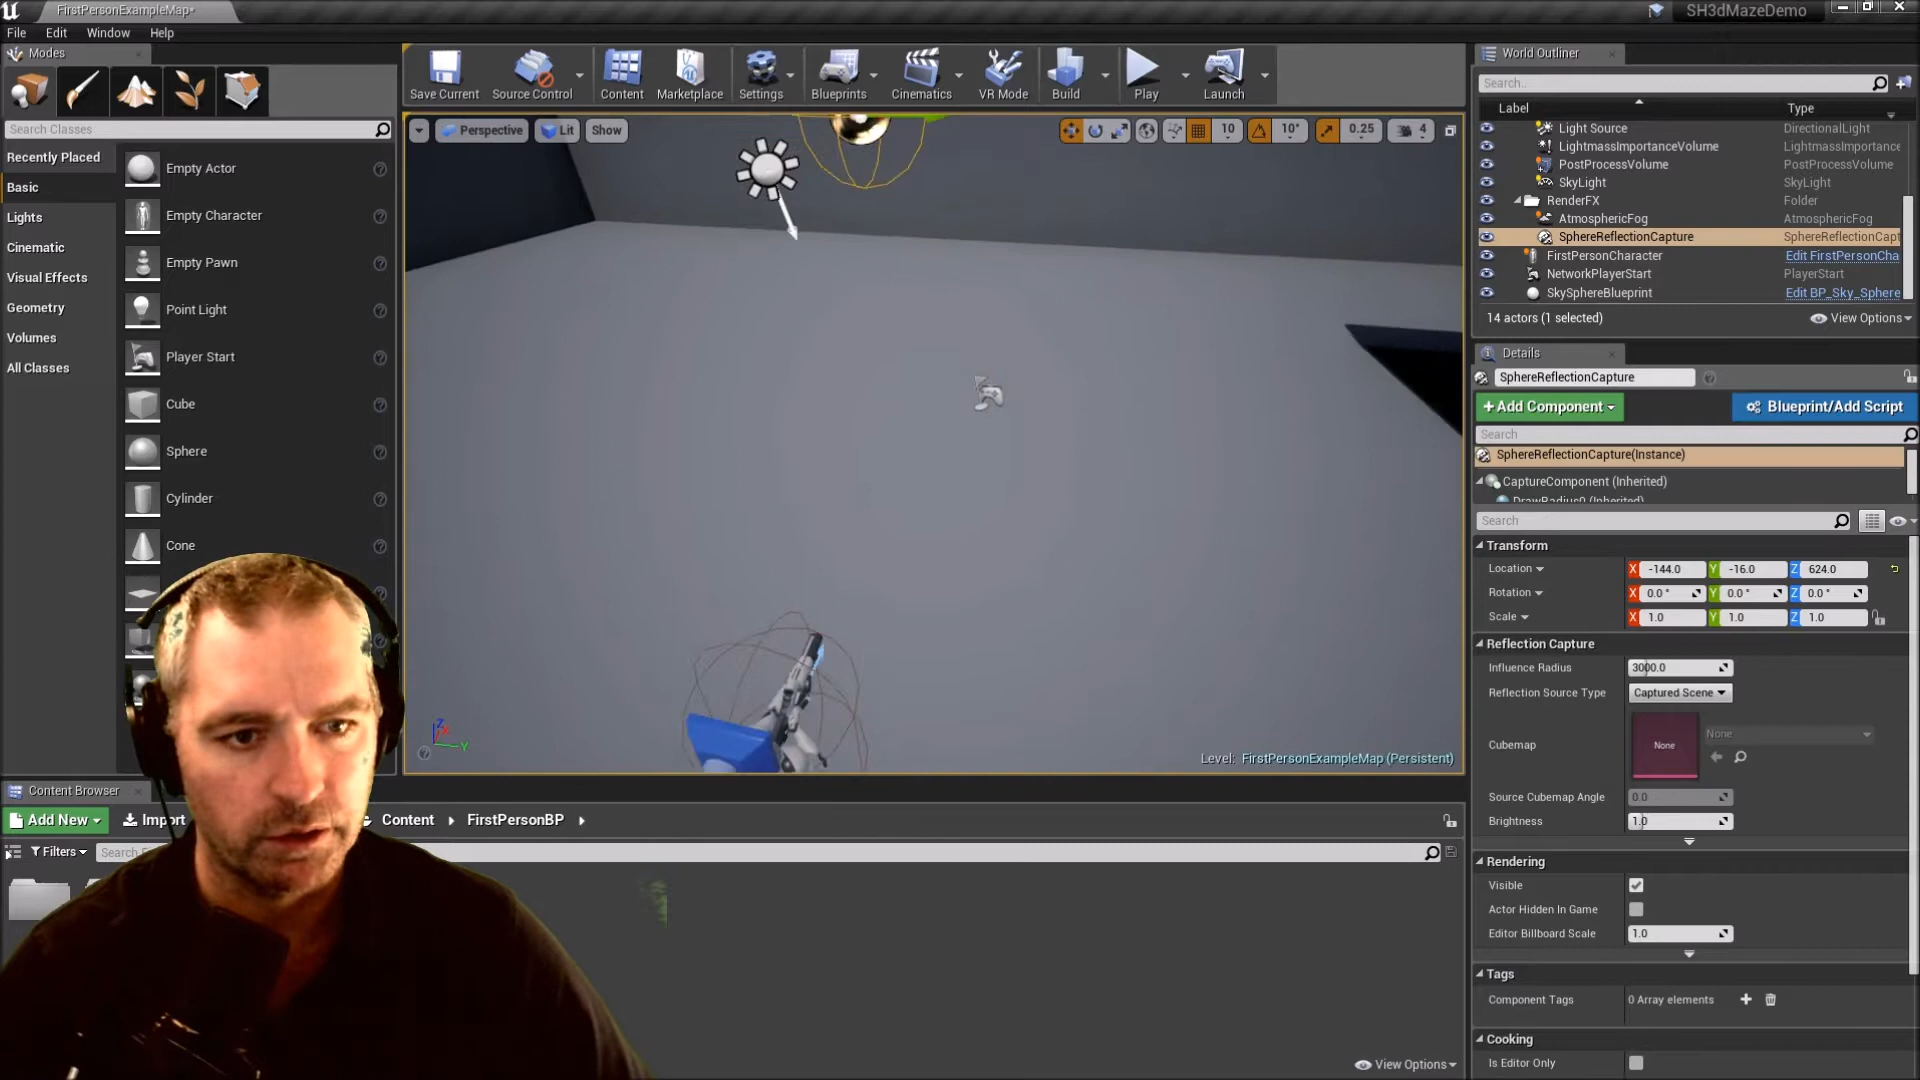 FirstPersonExampleMap*
SH3dMazeDemo
File Edit Window Help
Modes
Search Classes
Recently Placed
Basic
Lights
Cinematic
Visual Effects
Geometry
Volumes
All Classes
Empty Actor
Empty Character
Empty Pawn
Point Light
Player Start
Cube
Sphere
Cylinder
Cone
Save Current Source Control Content Marketplace Settings Blueprints Cinematics VR Mode Build Play Launch
Perspective Lit Show 10 10° 0.25 4
Level: FirstPersonExampleMap (Persistent)
Z X Y
World Outliner
Search...
Label Type
Light Source DirectionalLight
LightmassImportanceVolume LightmassImportance
PostProcessVolume PostProcessVolume
SkyLight SkyLight
RenderFX Folder
AtmosphericFog AtmosphericFog
SphereReflectionCapture SphereReflectionCapt
FirstPersonCharacter Edit FirstPersonCha
NetworkPlayerStart PlayerStart
SkySphereBlueprint Edit BP_Sky_Sphere
14 actors (1 selected) View Options
Details
SphereReflectionCapture
+Add Component Blueprint/Add Script
Search
SphereReflectionCapture(Instance)
CaptureComponent (Inherited)
DrawRadius0 (Inherited)
Search
Transform
Location X -144.0 Y -16.0 Z 624.0
Rotation X 0.0° Y 0.0° Z 0.0°
Scale X 1.0 Y 1.0 Z 1.0
Reflection Capture
Influence Radius 3000.0
Reflection Source Type Captured Scene
Cubemap None None
Source Cubemap Angle 0.0
Brightness 1.0
Rendering
Visible
Actor Hidden In Game
Editor Billboard Scale 1.0
Tags
Component Tags 0 Array elements
Cooking
Is Editor Only
Content Browser
Add New Import Content FirstPersonBP
Filters Search
View Options